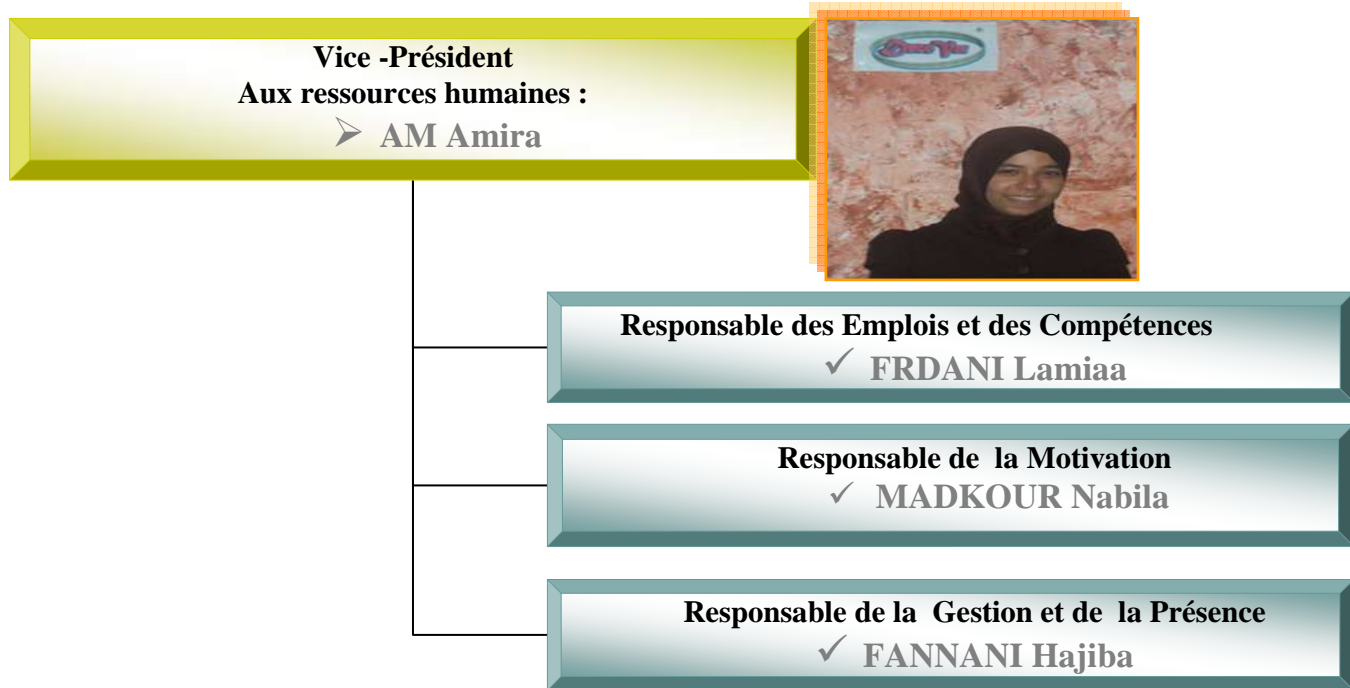 Vice -Président
Aux ressources humaines :
➢ AM Amira
Responsable des Emplois et des Compétences
✓ FRDANI Lamiaa
Responsable de la Motivation
✓ MADKOUR Nabila
Responsable de la Gestion et de la Présence
✓ FANNANI Hajiba